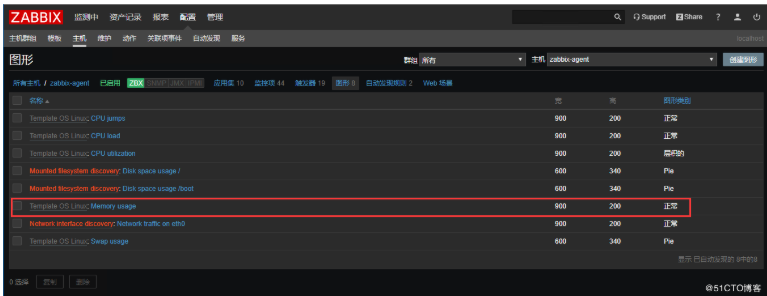 ZABBIX 监测中 资产记录 报表 配置 管理 Support Share ?
主机群组 模板 主机 维护 动作 关联项事件 自动发现 服务 localhost
图形 群组 所有 主机 zabbix-agent 创建图形
所有主机 / zabbix-agent 已启用 ZBX SNMP JMX IPMI 应用集 10 监控项 44 触发器 19 图形 8 自动发现规则 2 Web 场景
名称 宽 高 图形类别
Template OS Linux: CPU jumps 900 200 正常
Template OS Linux: CPU load 900 200 正常
Template OS Linux: CPU utilization 900 200 层积的
Mounted filesystem discovery: Disk space usage / 600 340 Pie
Mounted filesystem discovery: Disk space usage /boot 600 340 Pie
Template OS Linux: Memory usage 900 200 正常
Network interface discovery: Network traffic on eth0 900 200 正常
Template OS Linux: Swap usage 600 340 Pie
显示 已自动发现的 8中的8
0 选择 复制 删除
@51CTO博客